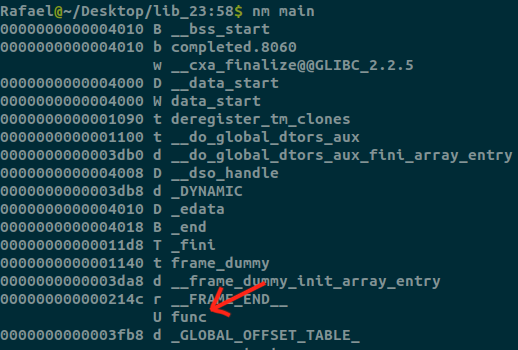 Rafael@~/Desktop/lib_23:58$ nm main
0000000000004010 B __bss_start
0000000000004010 b completed.8060
w __cxa_finalize@@GLIBC_2.2.5
0000000000004000 D __data_start
0000000000004000 W data_start
0000000000001090 t deregister_tm_clones
0000000000001100 t __do_global_dtors_aux
0000000000003db0 d __do_global_dtors_aux_fini_array_entry
0000000000004008 D __dso_handle
0000000000003db8 d _DYNAMIC
0000000000004010 D _edata
0000000000004018 B _end
00000000000011d8 T _fini
0000000000001140 t frame_dummy
0000000000003da8 d __frame_dummy_init_array_entry
000000000000214c r __FRAME_END__
U func
0000000000003fb8 d _GLOBAL_OFFSET_TABLE_